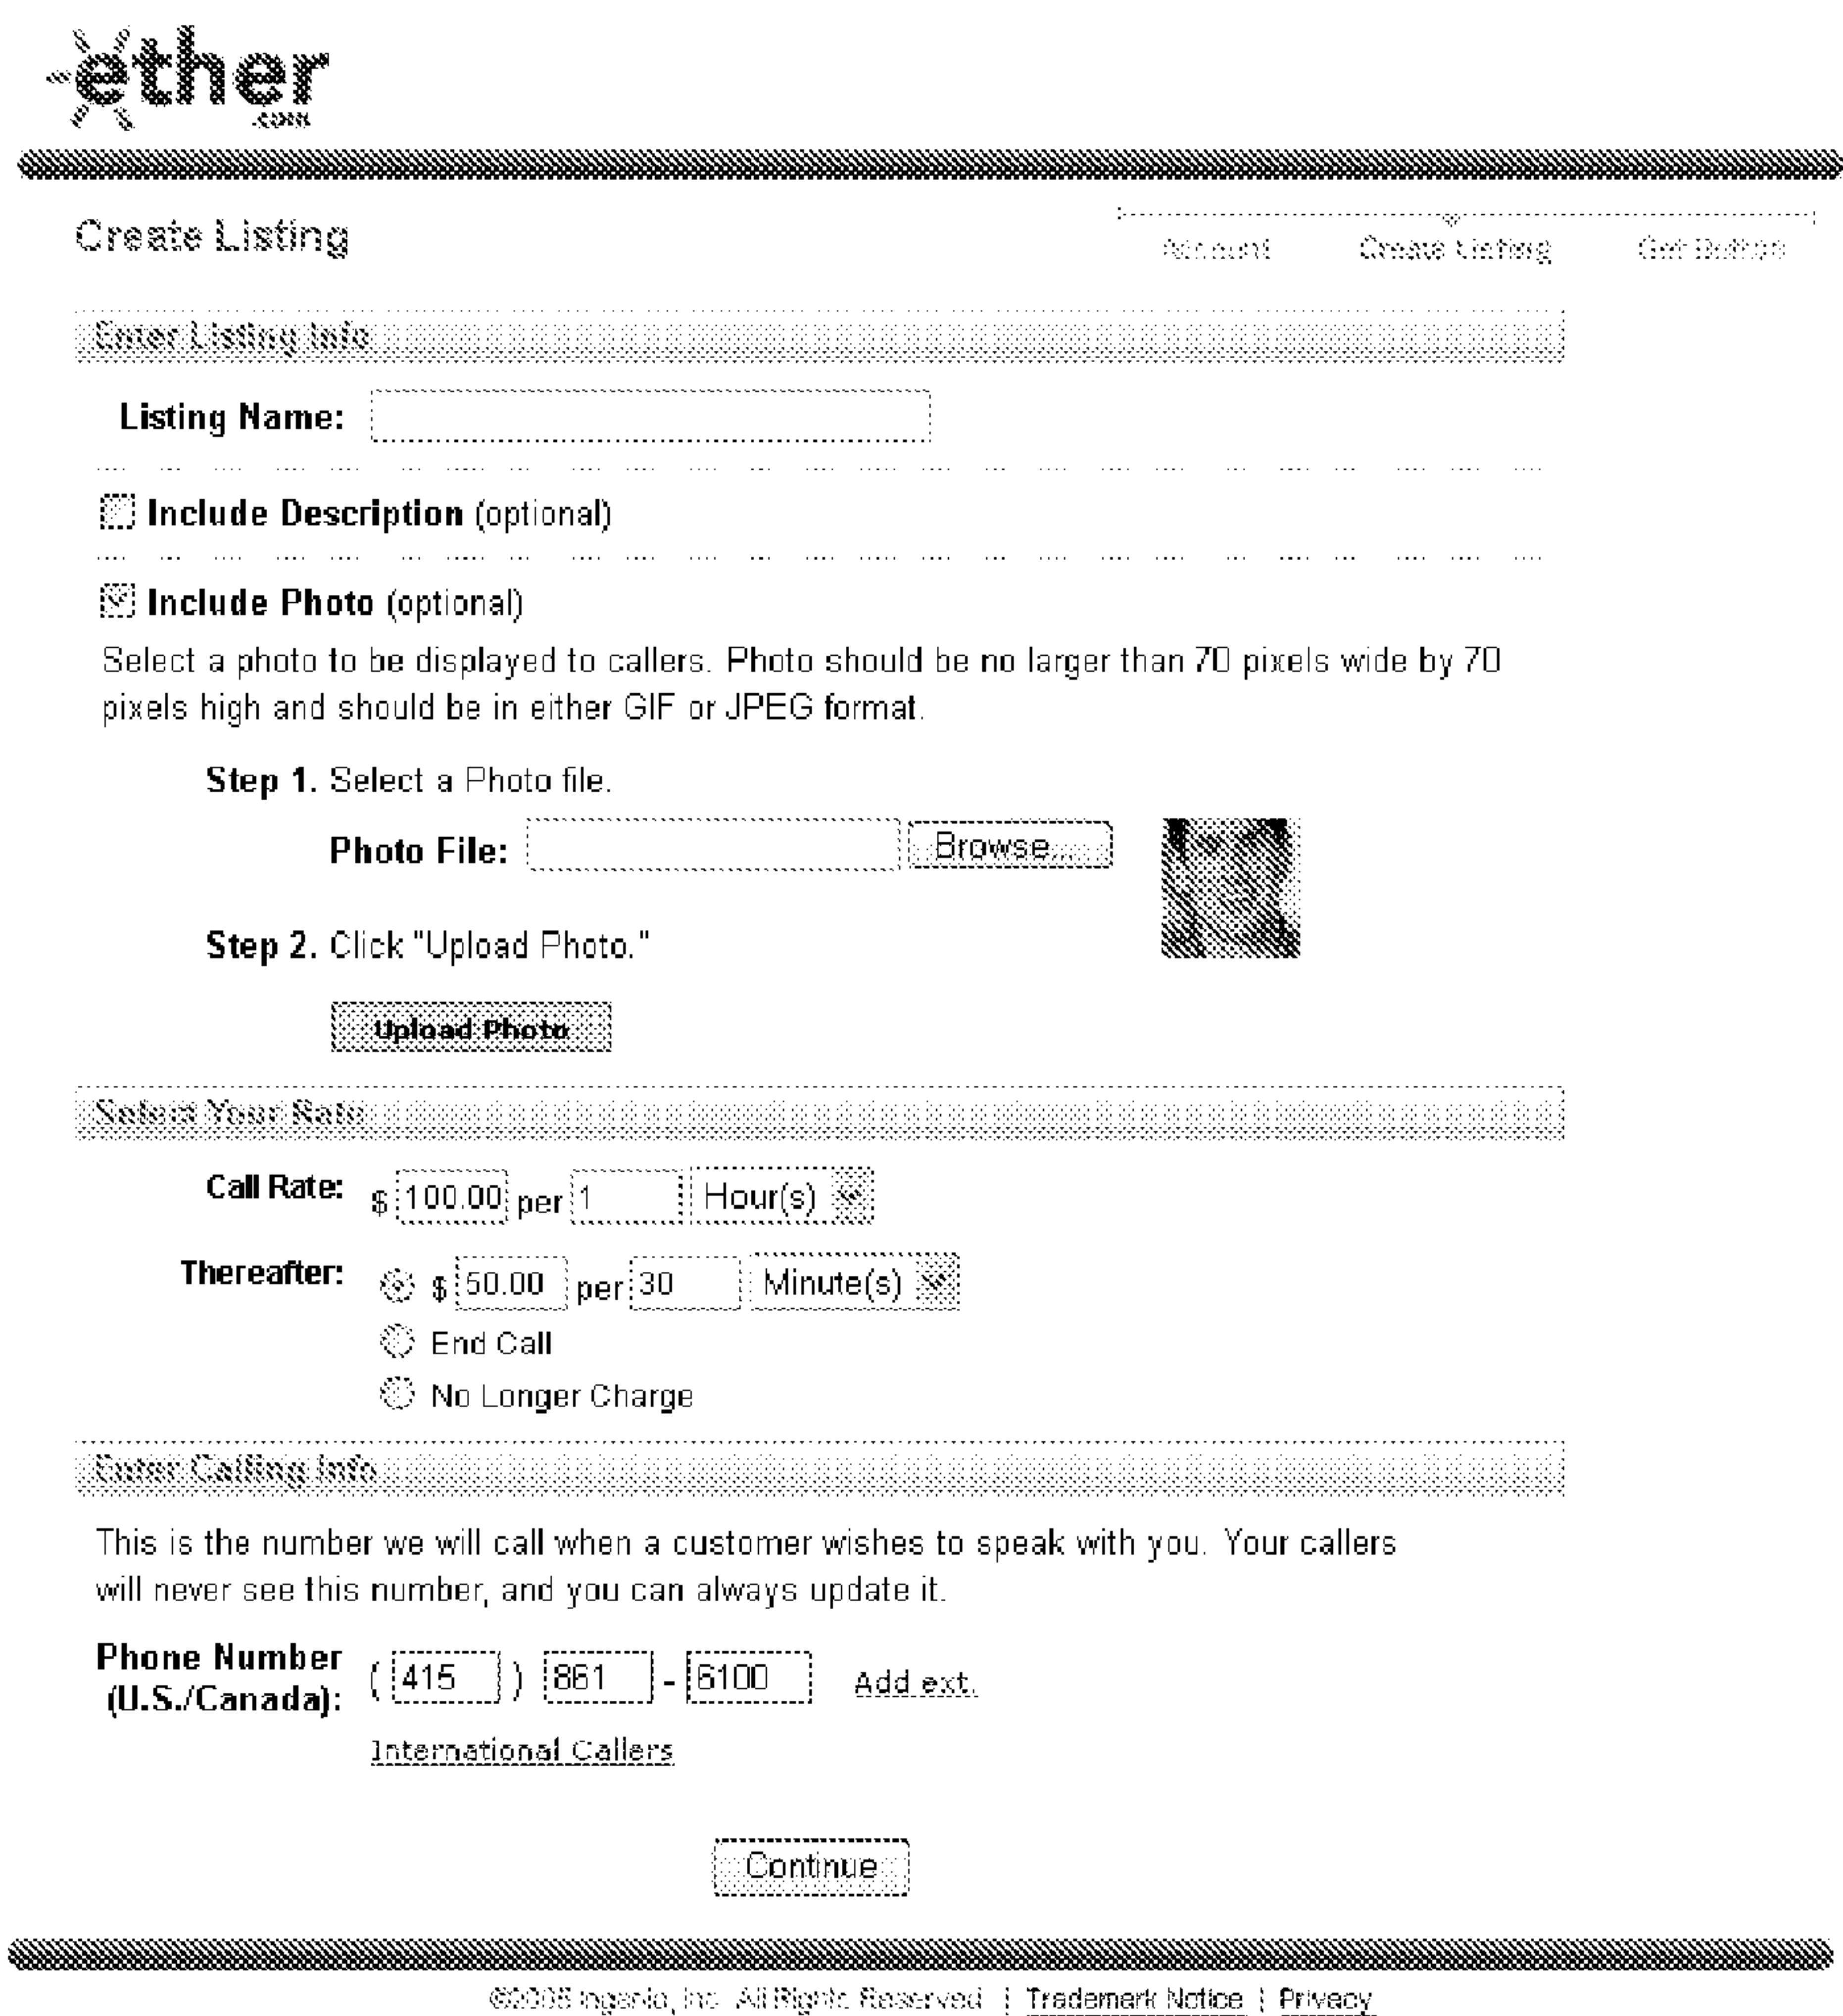 ether
.com
Create Listing
Account Create Listing Get Button
Enter Listing Info
Listing Name:
Include Description (optional)
Include Photo (optional)
Select a photo to be displayed to callers. Photo should be no larger than 70 pixels wide by 70
pixels high and should be in either GIF or JPEG format.
Step 1. Select a Photo file.
Photo File: Browse...
Step 2. Click "Upload Photo."
Upload Photo
Select Your Rate
Call Rate: $ 100.00 per 1 Hour(s)
Thereafter: $ 50.00 per 30 Minute(s)
End Call
No Longer Charge
Enter Calling Info
This is the number we will call when a customer wishes to speak with you. Your callers
will never see this number, and you can always update it.
Phone Number
(U.S./Canada): ( 415 ) 861 - 6100 Add ext.
International Callers
Continue
©2005 Ingenio, Inc. All Rights Reserved | Trademark Notice | Privacy